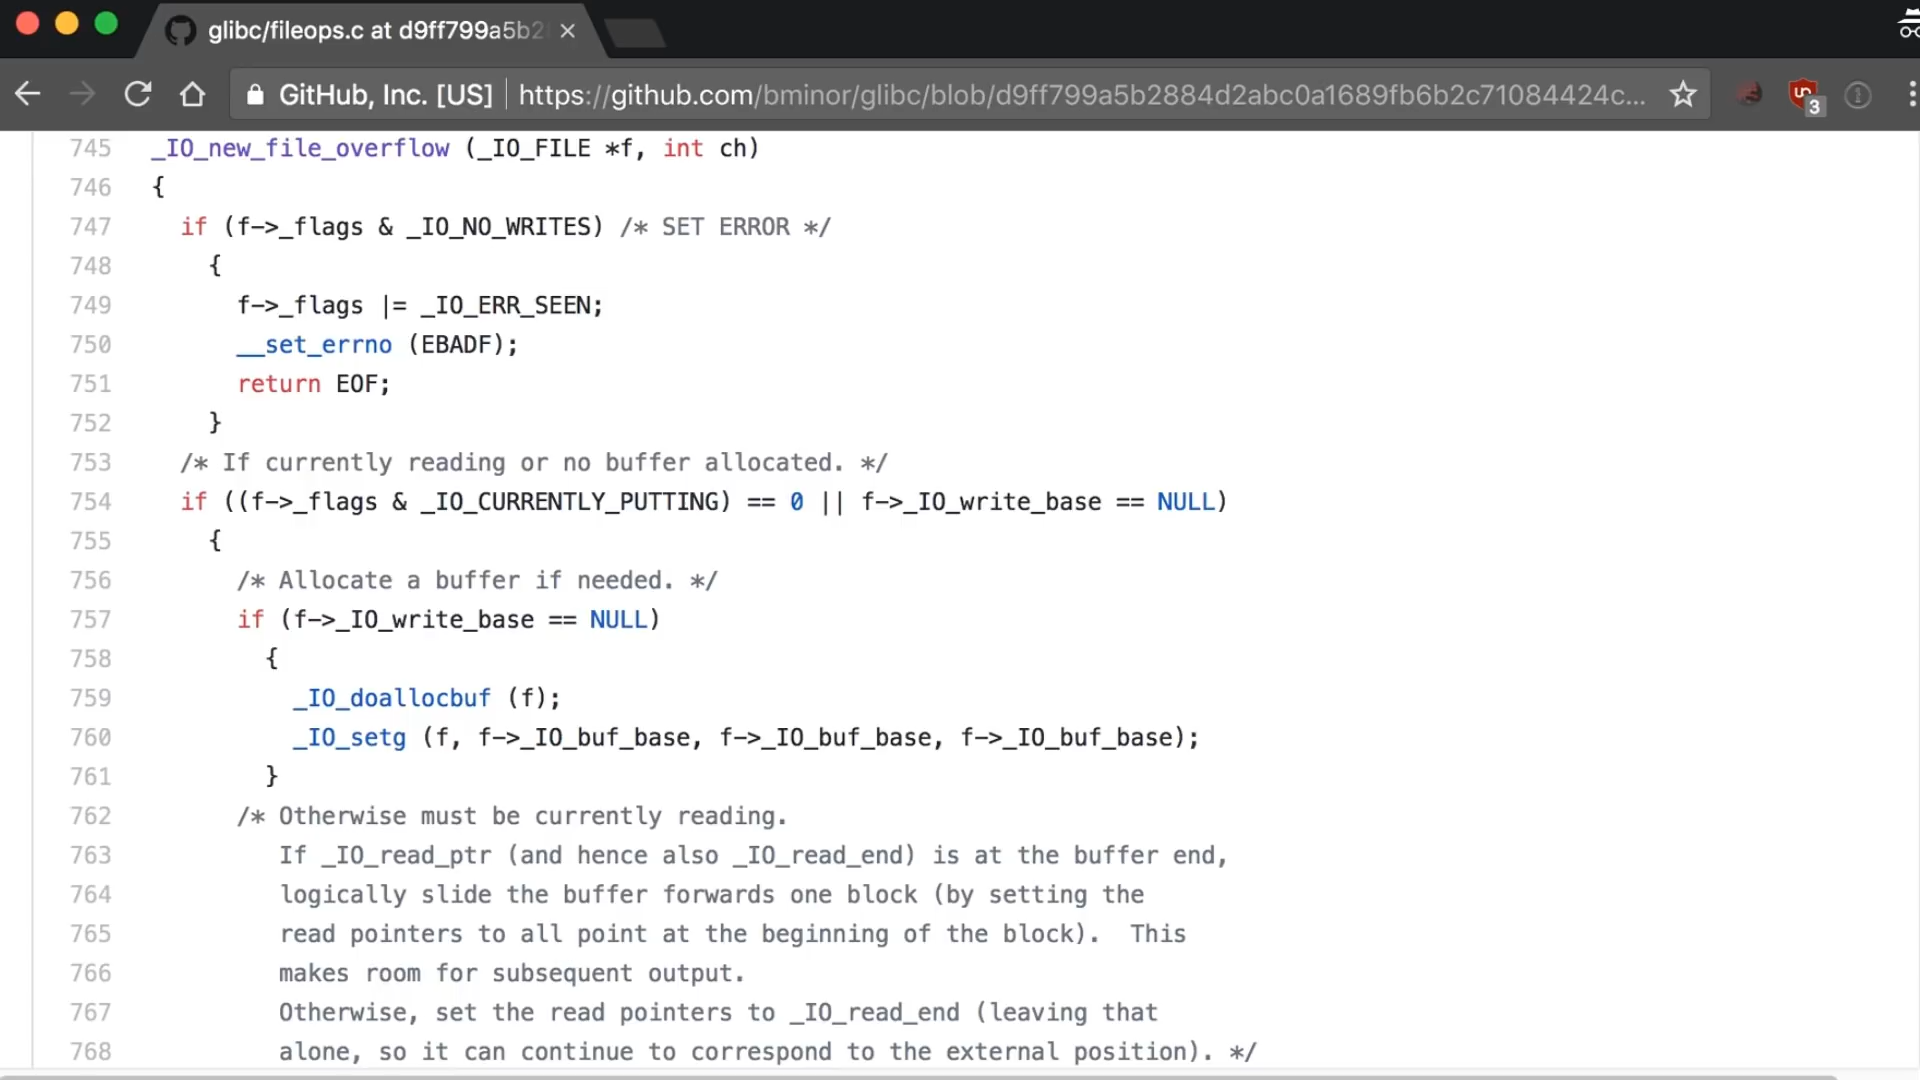 glibc/fileops.c at d9ff799a5b2
GitHub, Inc. [US] https://github.com/bminor/glibc/blob/d9ff799a5b2884d2abc0a1689fb6b2c71084424c...
3
745 _IO_new_file_overflow (_IO_FILE *f, int ch)
746 {
747 if (f->_flags & _IO_NO_WRITES) /* SET ERROR */
748 {
749 f->_flags |= _IO_ERR_SEEN;
750 __set_errno (EBADF);
751 return EOF;
752 }
753 /* If currently reading or no buffer allocated. */
754 if ((f->_flags & _IO_CURRENTLY_PUTTING) == 0 || f->_IO_write_base == NULL)
755 {
756 /* Allocate a buffer if needed. */
757 if (f->_IO_write_base == NULL)
758 {
759 _IO_doallocbuf (f);
760 _IO_setg (f, f->_IO_buf_base, f->_IO_buf_base, f->_IO_buf_base);
761 }
762 /* Otherwise must be currently reading.
763 If _IO_read_ptr (and hence also _IO_read_end) is at the buffer end,
764 logically slide the buffer forwards one block (by setting the
765 read pointers to all point at the beginning of the block).  This
766 makes room for subsequent output.
767 Otherwise, set the read pointers to _IO_read_end (leaving that
768 alone, so it can continue to correspond to the external position). */